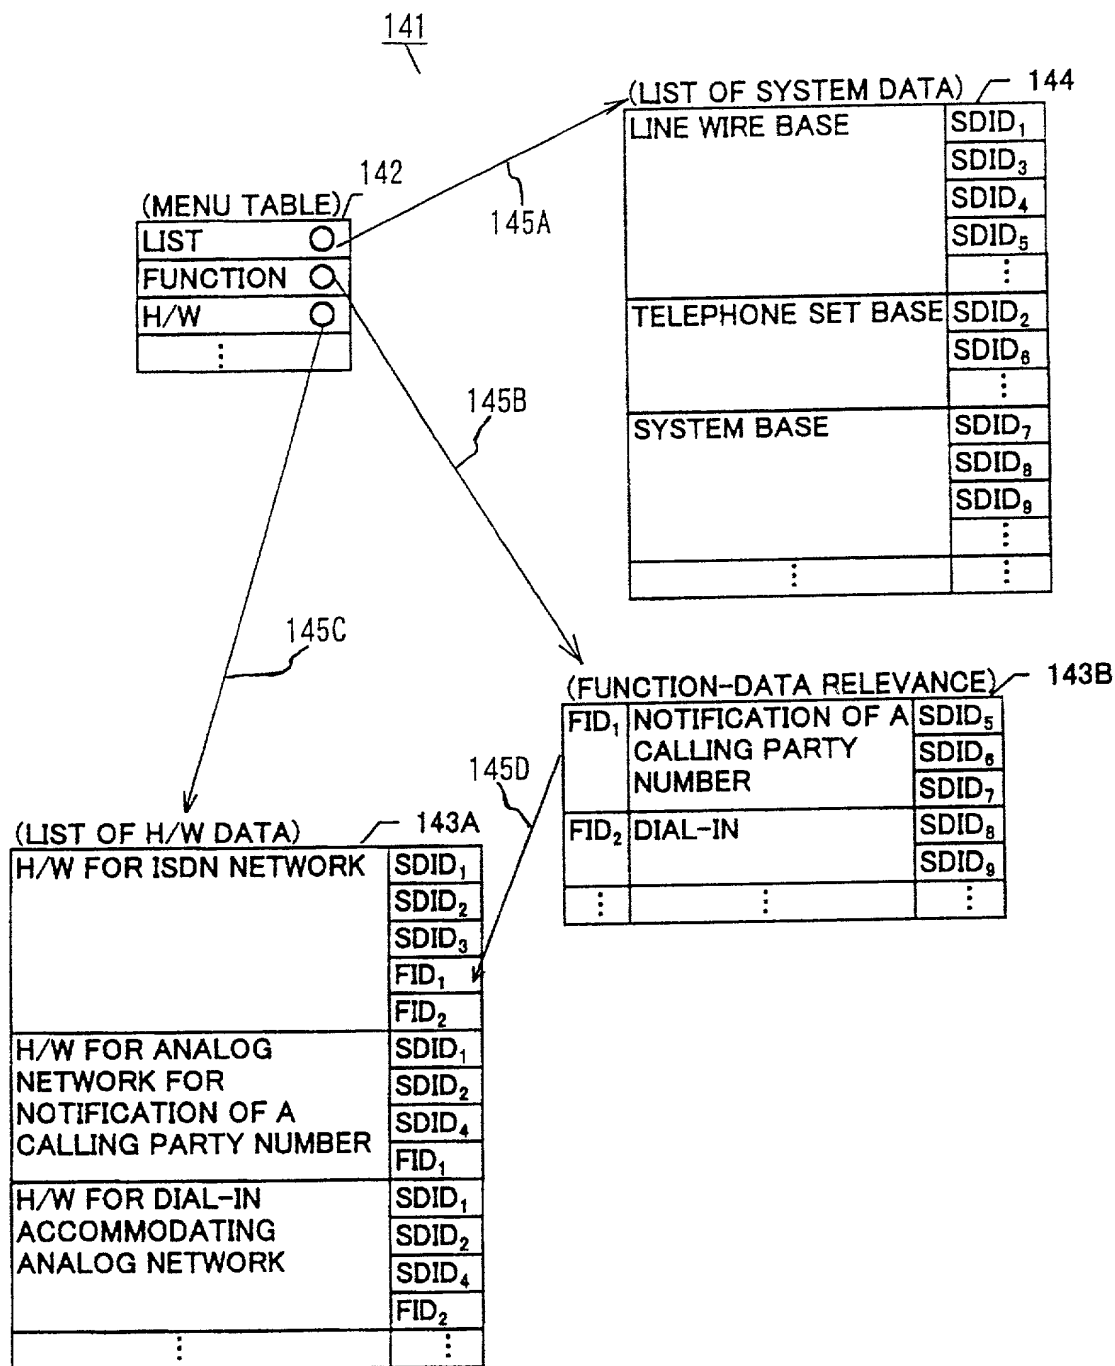 141
(LIST OF SYSTEM DATA) 144
LINE WIRE BASE SDID₁
SDID₃
SDID₄
SDID₅
⋮
TELEPHONE SET BASE SDID₂
SDID₆
⋮
SYSTEM BASE SDID₇
SDID₈
SDID₉
⋮
⋮ ⋮
(MENU TABLE) 142
LIST
FUNCTION
H/W
⋮
145A
145B
145C
(FUNCTION-DATA RELEVANCE) 143B
FID₁ NOTIFICATION OF A SDID₅
CALLING PARTY SDID₆
NUMBER SDID₇
FID₂ DIAL-IN SDID₈
SDID₉
⋮ ⋮ ⋮
145D
(LIST OF H/W DATA) 143A
H/W FOR ISDN NETWORK SDID₁
SDID₂
SDID₃
FID₁
FID₂
H/W FOR ANALOG SDID₁
NETWORK FOR SDID₂
NOTIFICATION OF A SDID₄
CALLING PARTY NUMBER FID₁
H/W FOR DIAL-IN SDID₁
ACCOMMODATING SDID₂
ANALOG NETWORK SDID₄
FID₂
⋮ ⋮